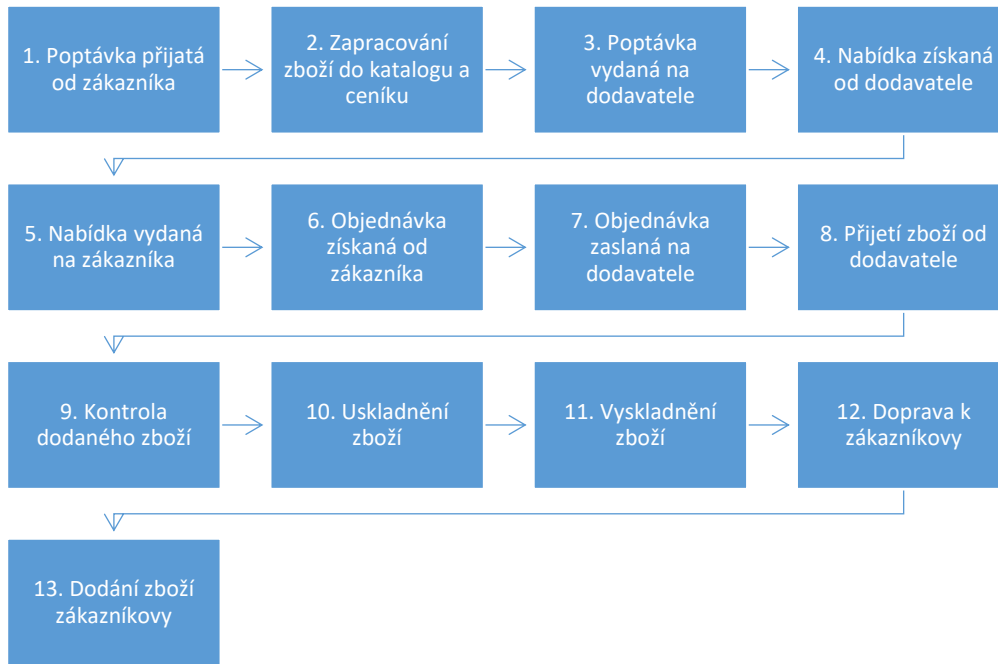 1. Poptávka přijatá
od zákazníka
2. Zapracování
zboží do katalogu a
ceníku
3. Poptávka
vydaná na
dodavatele
4. Nabídka získaná
od dodavatele
5. Nabídka vydaná
na zákazníka
6. Objednávka
získaná od
zákazníka
7. Objednávka
zaslaná na
dodavatele
8. Přijetí zboží od
dodavatele
9. Kontrola
dodaného zboží
10. Uskladnění
zboží
11. Vyskladnění
zboží
12. Doprava k
zákazníkovy
13. Dodání zboží
zákazníkovy